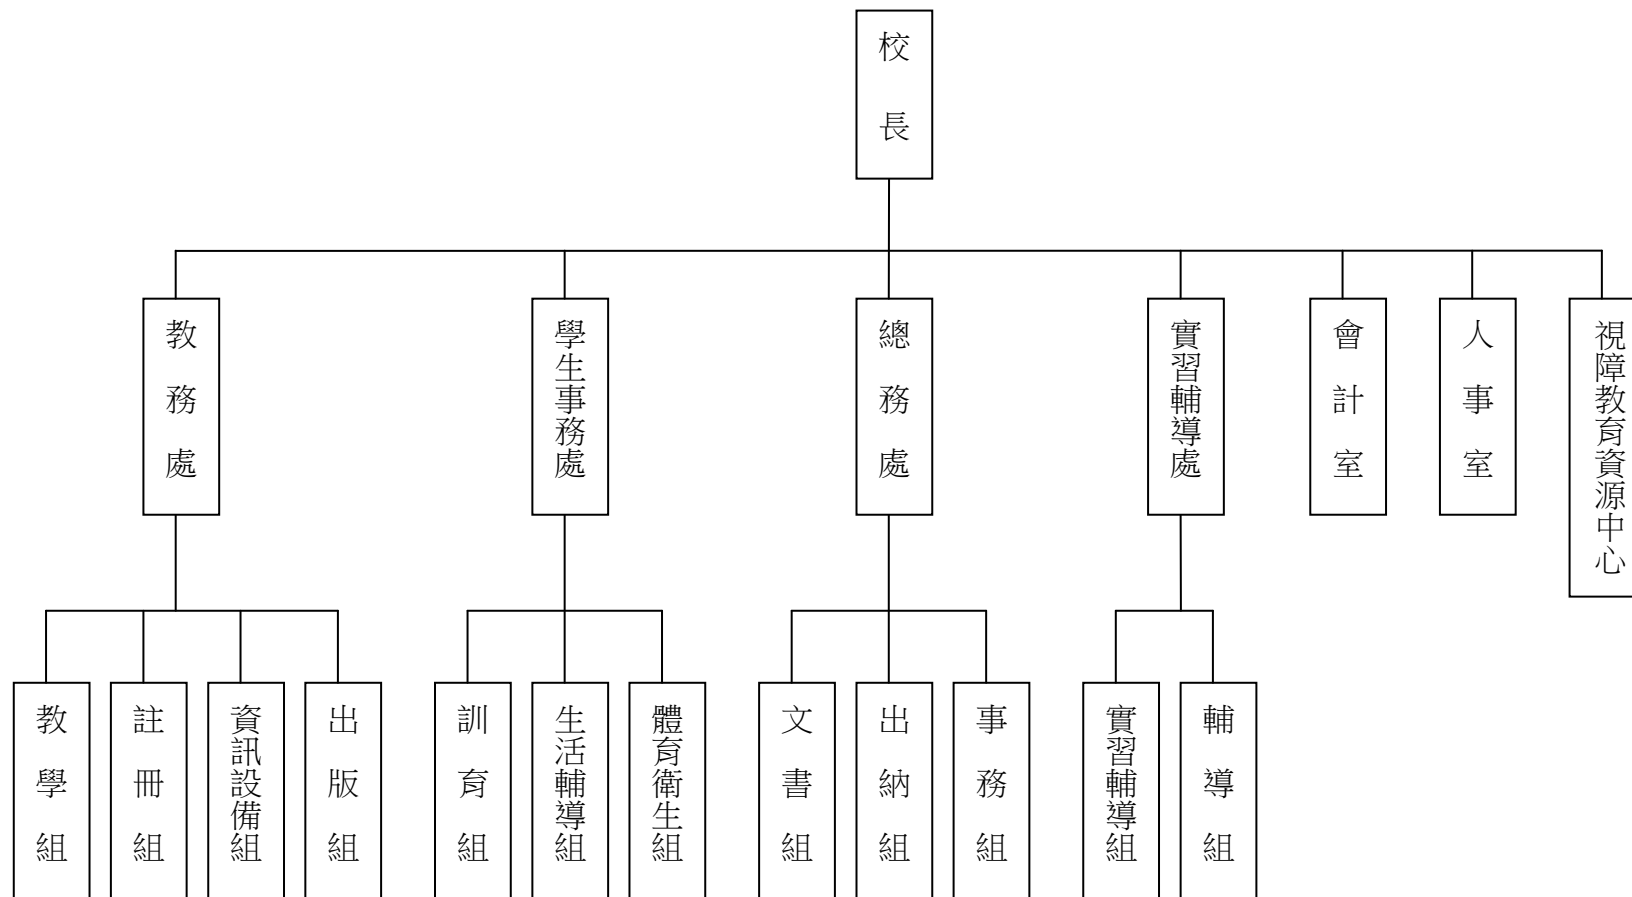 校長
教務處
學生事務處
總務處
實習輔導處
會計室
人事室
視障教育資源中心
教學組
註冊組
資訊設備組
出版組
訓育組
生活輔導組
體育衛生組
文書組
出納組
事務組
實習輔導組
輔導組